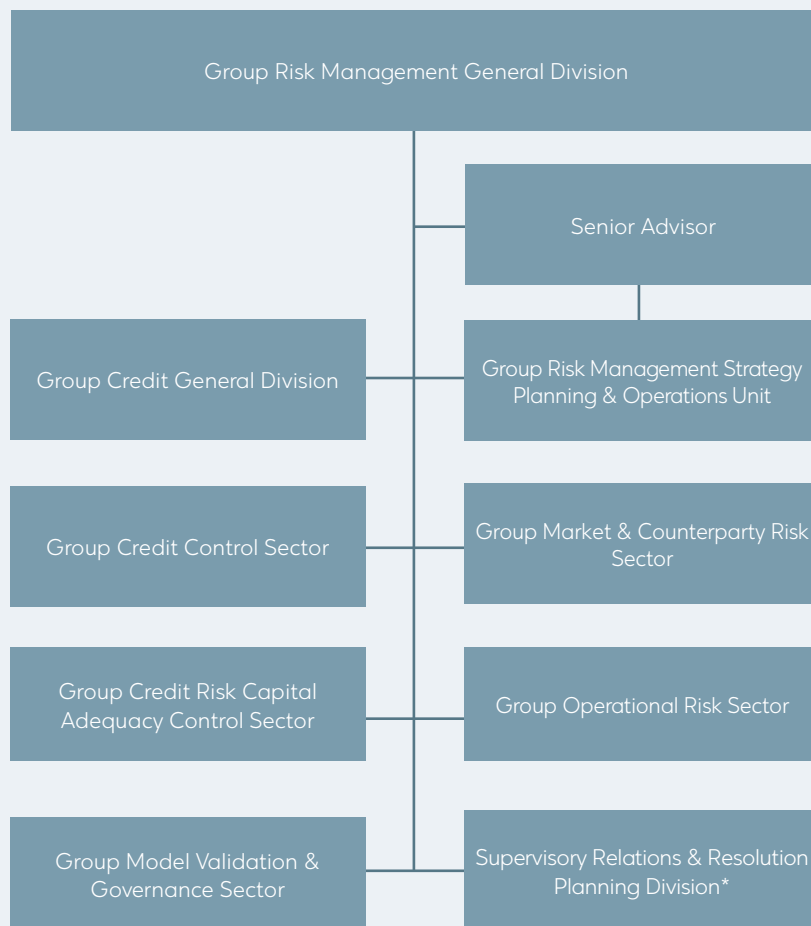 Group Risk Management General Division
Senior Advisor
Group Credit General Division
Group Risk Management Strategy
Planning & Operations Unit
Group Credit Control Sector
Group Market & Counterparty Risk
Sector
Group Credit Risk Capital
Adequacy Control Sector
Group Operational Risk Sector
Group Model Validation &
Governance Sector
Supervisory Relations & Resolution
Planning Division*